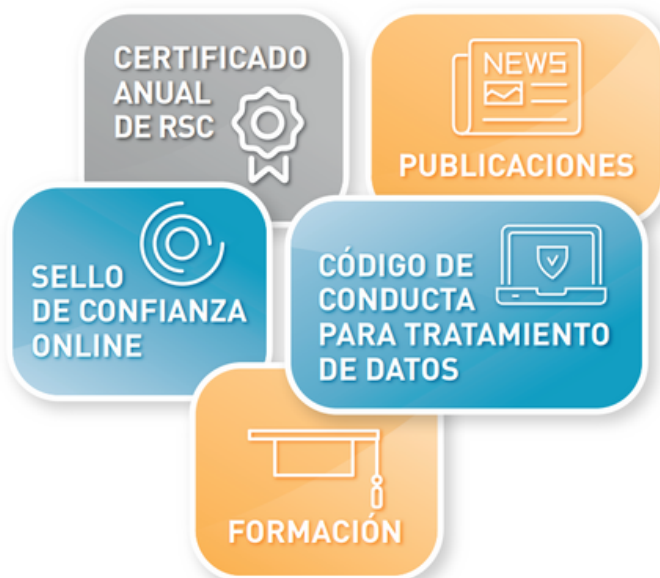 CERTIFICADO
ANUAL
DE RSC
NEWS
PUBLICACIONES
SELLO
DE CONFIANZA
ONLINE
CÓDIGO DE
CONDUCTA
PARA TRATAMIENTO
DE DATOS
FORMACIÓN